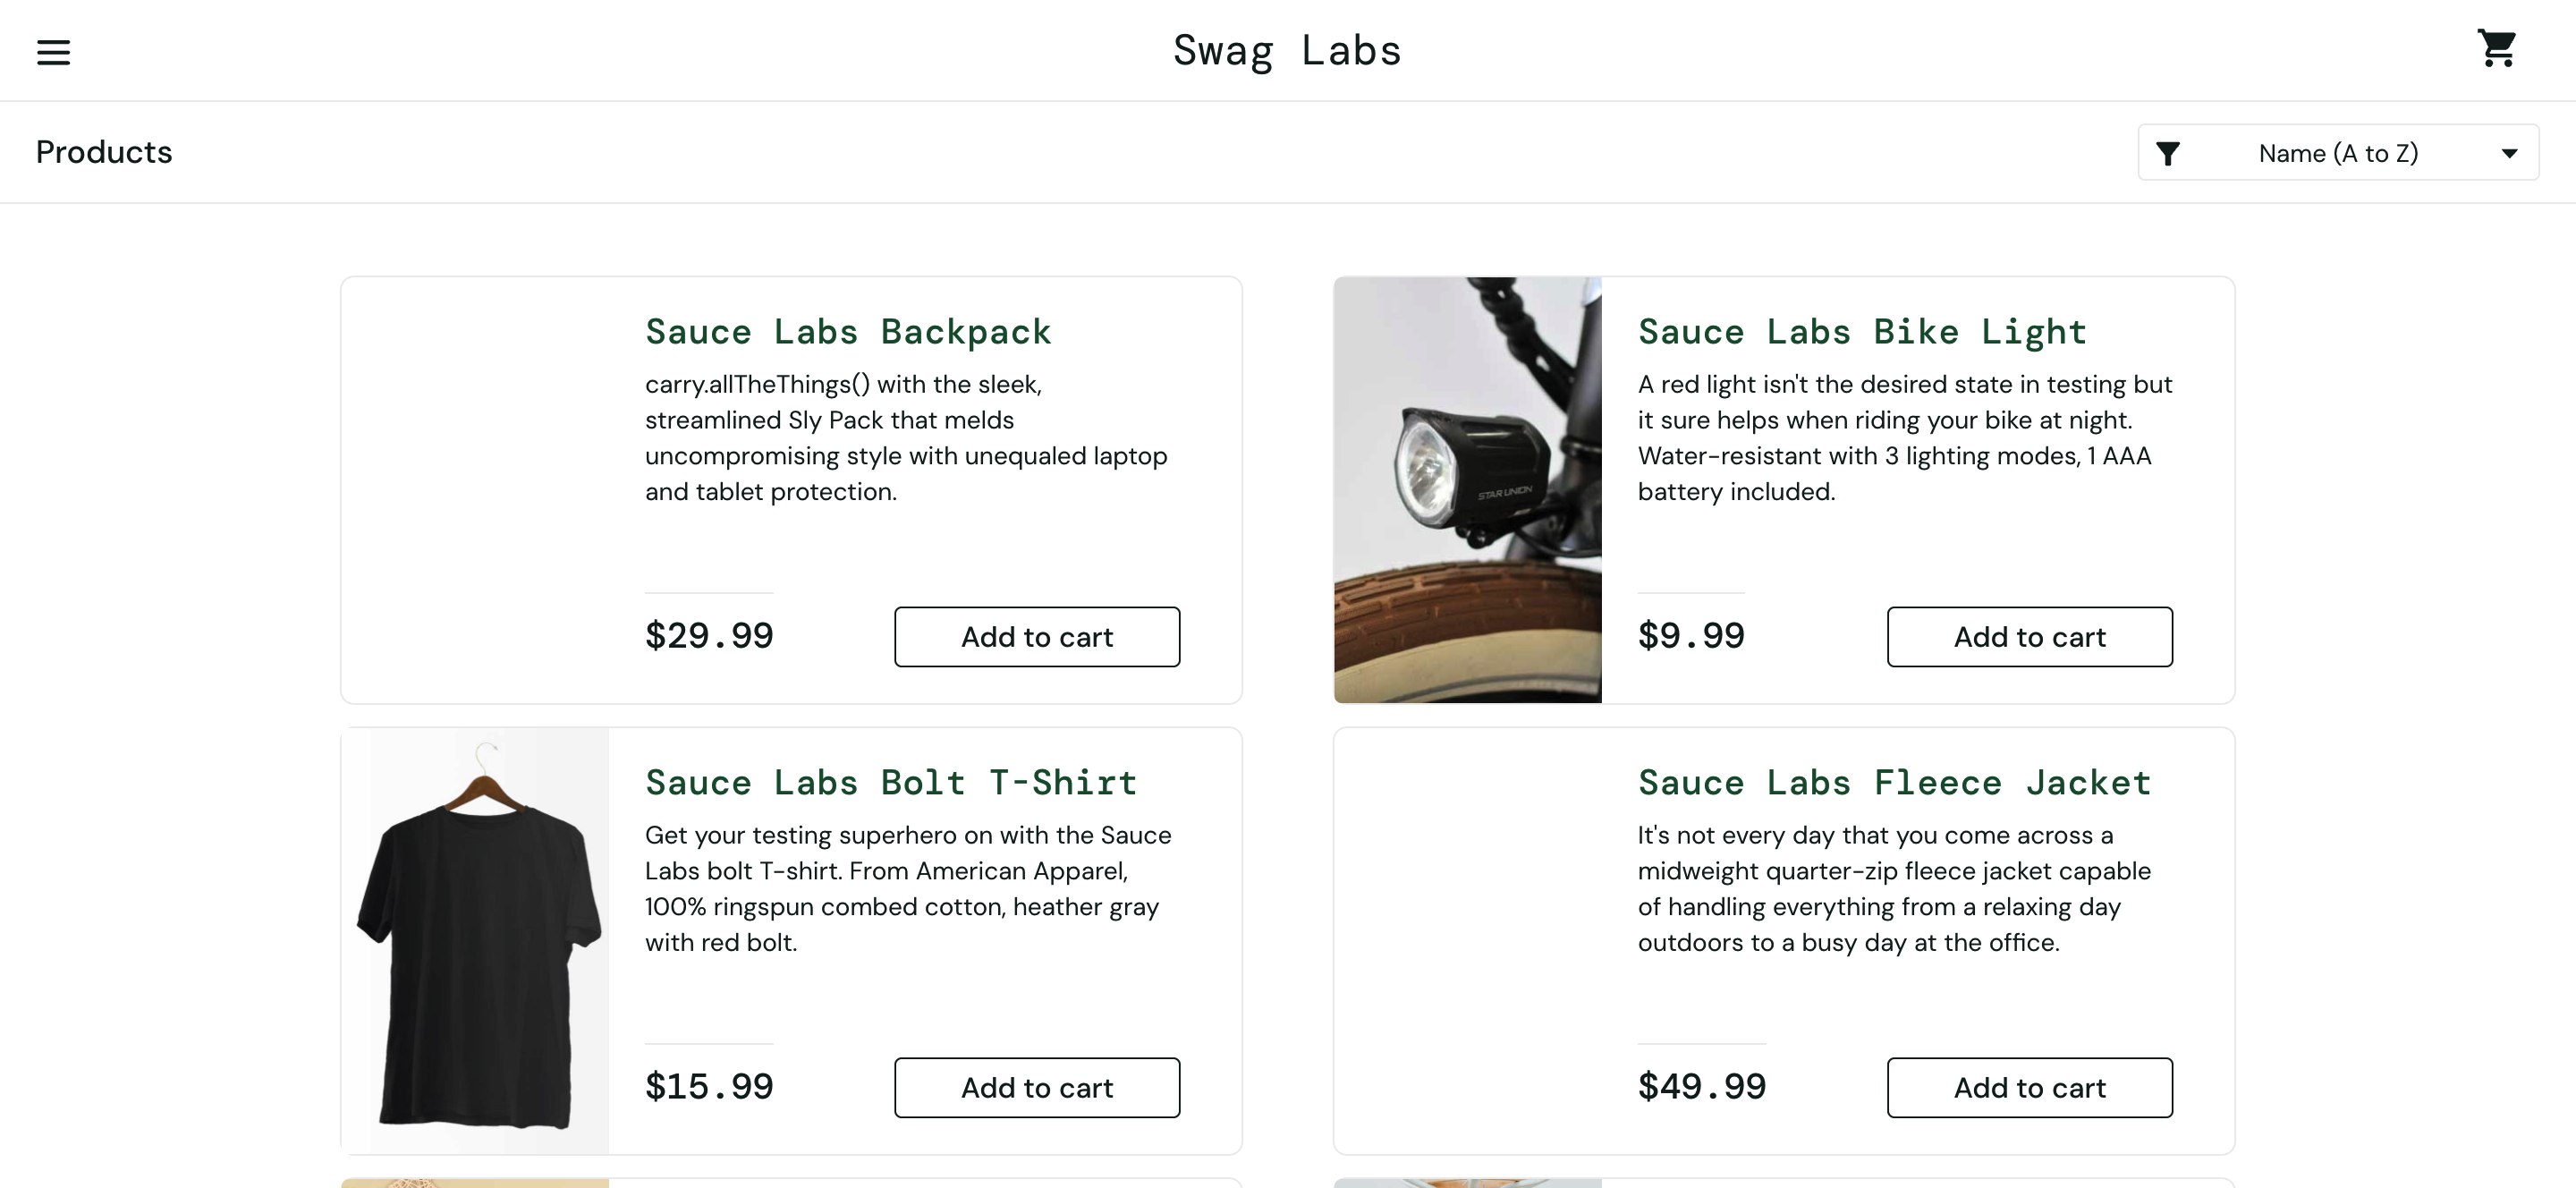 Swag Labs
Products
Name (A to Z)
Sauce Labs Backpack
carry.allTheThings() with the sleek,
streamlined Sly Pack that melds
uncompromising style with unequaled laptop
and tablet protection.
$29.99
Add to cart
STAR UNION
Sauce Labs Bike Light
A red light isn't the desired state in testing but
it sure helps when riding your bike at night.
Water-resistant with 3 lighting modes, 1 AAA
battery included.
$9.99
Add to cart
Sauce Labs Bolt T-Shirt
Get your testing superhero on with the Sauce
Labs bolt T-shirt. From American Apparel,
100% ringspun combed cotton, heather gray
with red bolt.
$15.99
Add to cart
Sauce Labs Fleece Jacket
It's not every day that you come across a
midweight quarter-zip fleece jacket capable
of handling everything from a relaxing day
outdoors to a busy day at the office.
$49.99
Add to cart